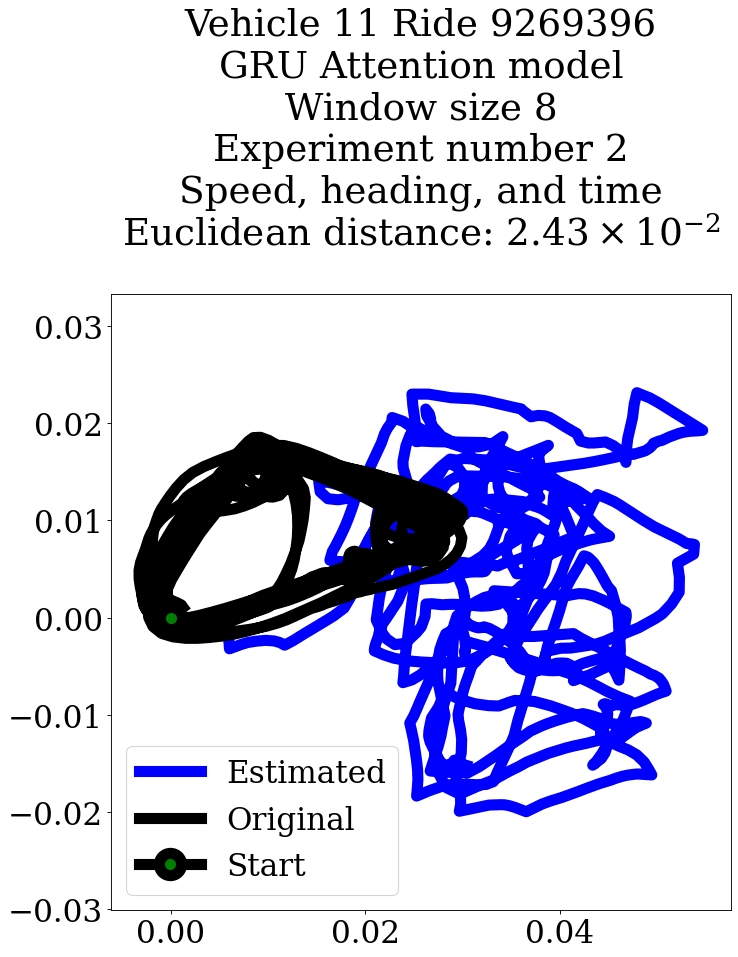 Vehicle 11 Ride 9269396
GRU Attention model
Window size 8
Experiment number 2
Speed, heading, and time
Euclidean distance: 2.43 × 10⁻²
0.03
0.02
0.01
0.00
−0.01
−0.02
−0.03
Estimated
Original
Start
0.00 0.02 0.04